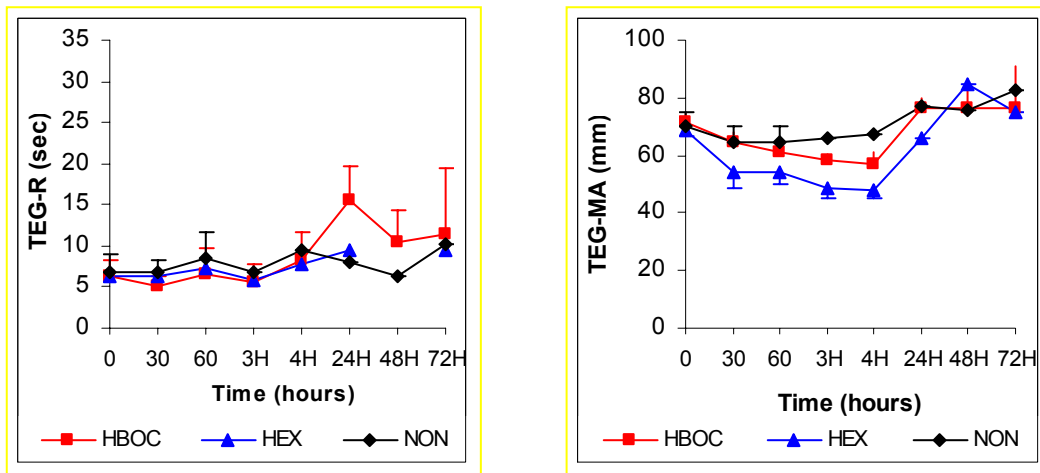 35
30
25
20
15
10
5
0
TEG-R (sec)
0 30 60 3H 4H 24H 48H 72H
Time (hours)
HBOC HEX NON
100
80
60
40
20
0
TEG-MA (mm)
0 30 60 3H 4H 24H 48H 72H
Time (hours)
HBOC HEX NON